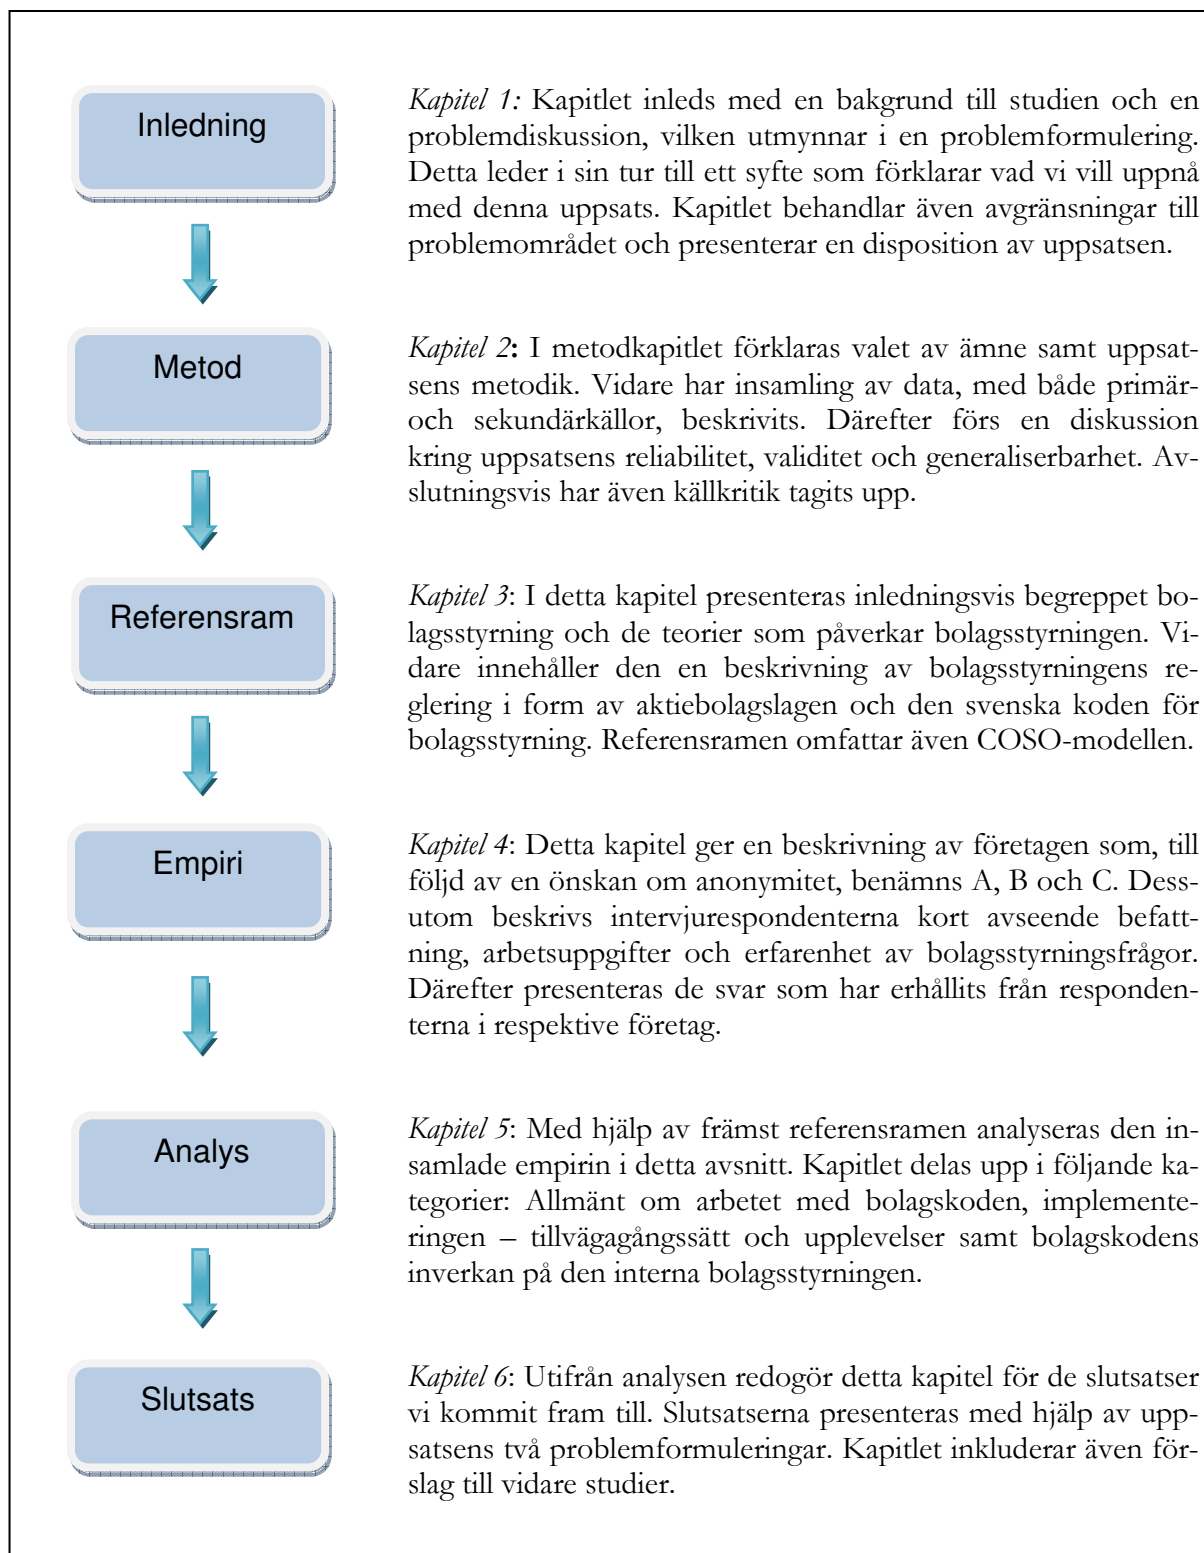 Inledning
Kapitel 1: Kapitlet inleds med en bakgrund till studien och en
problemdiskussion, vilken utmynnar i en problemformulering.
Detta leder i sin tur till ett syfte som förklarar vad vi vill uppnå
med denna uppsats. Kapitlet behandlar även avgränsningar till
problemområdet och presenterar en disposition av uppsatsen.
Metod
Kapitel 2: I metodkapitlet förklaras valet av ämne samt uppsat-
sens metodik. Vidare har insamling av data, med både primär-
och sekundärkällor, beskrivits. Därefter förs en diskussion
kring uppsatsens reliabilitet, validitet och generaliserbarhet. Av-
slutningsvis har även källkritik tagits upp.
Referensram
Kapitel 3: I detta kapitel presenteras inledningsvis begreppet bo-
lagsstyrning och de teorier som påverkar bolagsstyrningen. Vi-
dare innehåller den en beskrivning av bolagsstyrningens re-
glering i form av aktiebolagslagen och den svenska koden för
bolagsstyrning. Referensramen omfattar även COSO-modellen.
Empiri
Kapitel 4: Detta kapitel ger en beskrivning av företagen som, till
följd av en önskan om anonymitet, benämns A, B och C. Dess-
utom beskrivs intervjurespondenterna kort avseende befatt-
ning, arbetsuppgifter och erfarenhet av bolagsstyrningsfrågor.
Därefter presenteras de svar som har erhållits från responden-
terna i respektive företag.
Analys
Kapitel 5: Med hjälp av främst referensramen analyseras den in-
samlade empirin i detta avsnitt. Kapitlet delas upp i följande ka-
tegorier: Allmänt om arbetet med bolagskoden, implemente-
ringen – tillvägagångssätt och upplevelser samt bolagskodens
inverkan på den interna bolagsstyrningen.
Slutsats
Kapitel 6: Utifrån analysen redogör detta kapitel för de slutsatser
vi kommit fram till. Slutsatserna presenteras med hjälp av upp-
satsens två problemformuleringar. Kapitlet inkluderar även för-
slag till vidare studier.